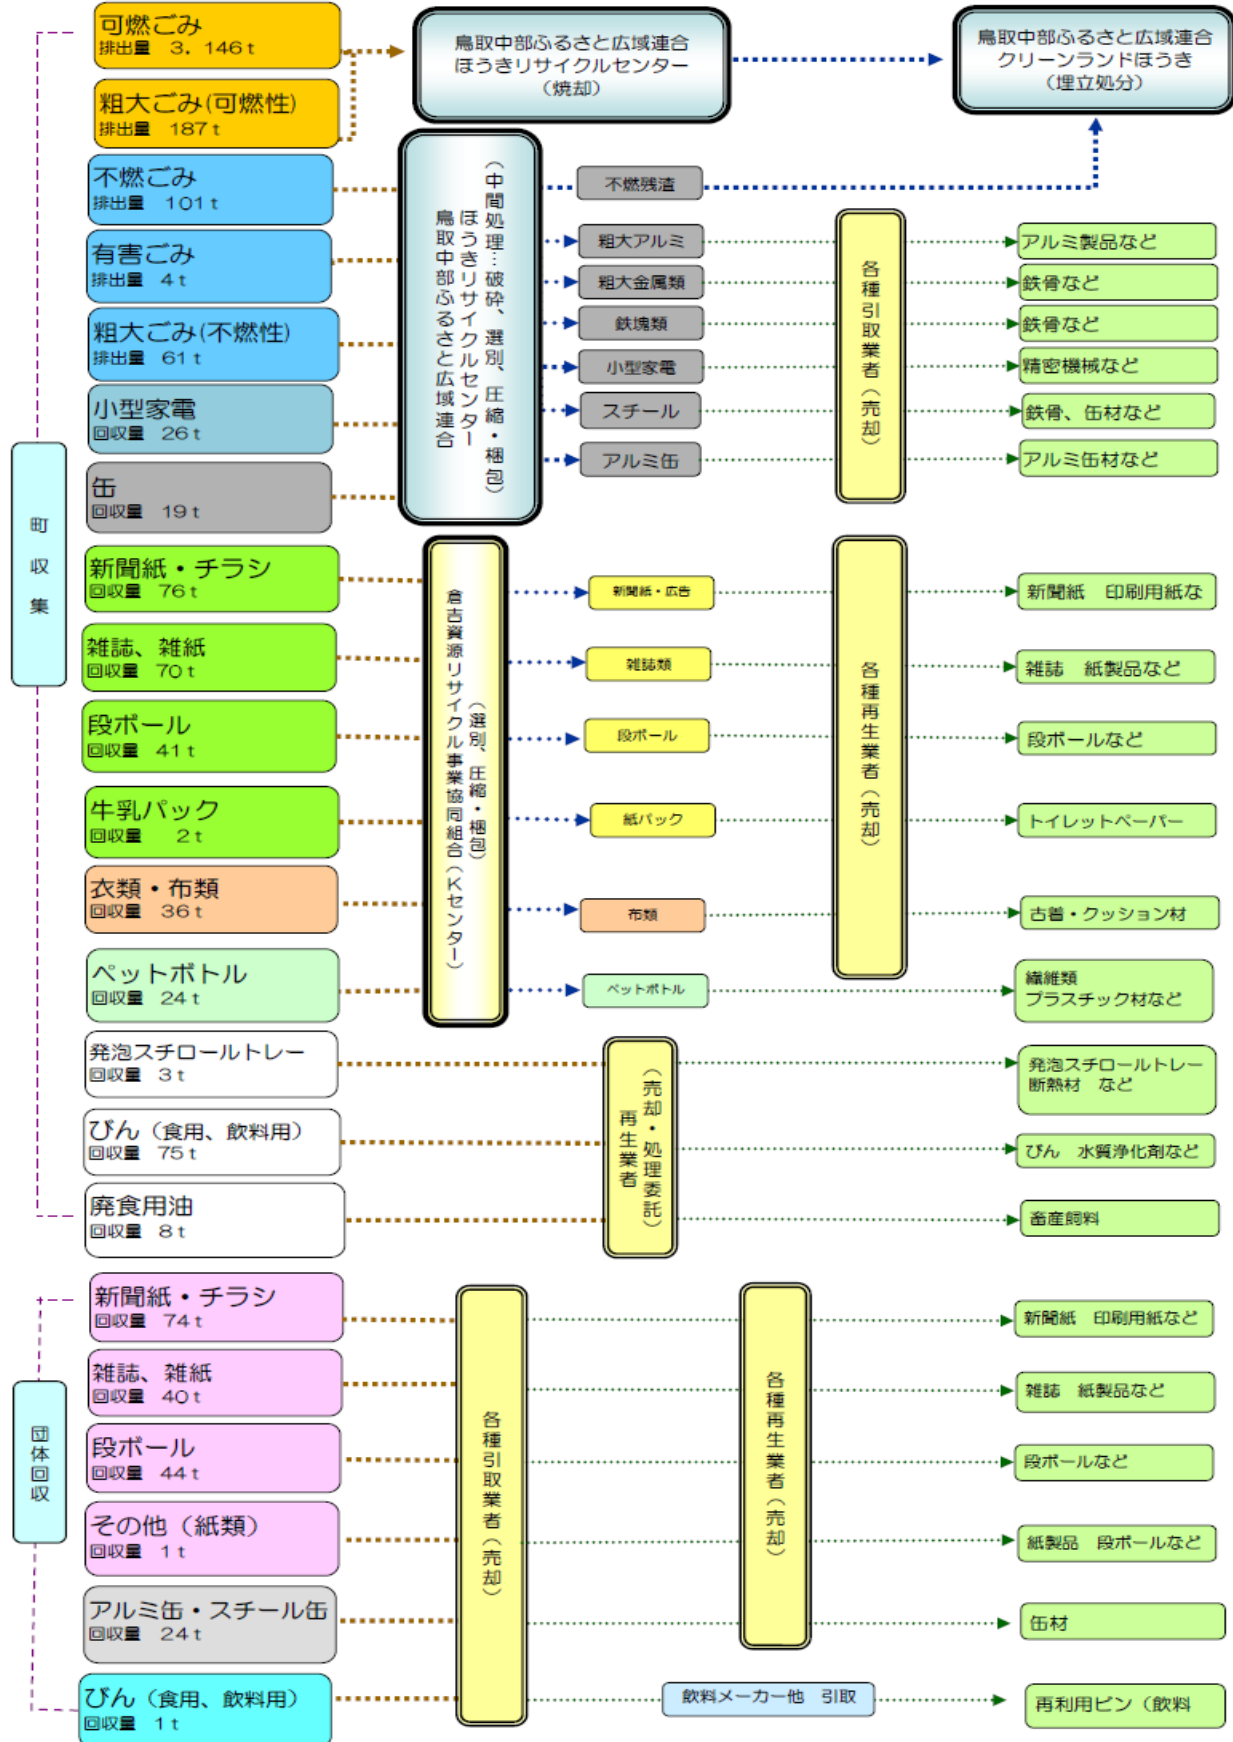 可燃ごみ
排出量 3，146t
粗大ごみ(可燃性)
排出量 187t
鳥取中部ふるさと広域連合
ほうきリサイクルセンター
（焼却）
鳥取中部ふるさと広域連合
クリーンランドほうき
（埋立処分）
町収集
不燃ごみ
排出量 101t
有害ごみ
排出量 4t
粗大ごみ(不燃性)
排出量 61t
小型家電
回収量 26t
缶
回収量 19t
鳥取中部ふるさと広域連合
ほうきリサイクルセンター
（中間処理…破砕、選別、圧縮・梱包）
不燃残渣
粗大アルミ
粗大金属類
鉄塊類
小型家電
スチール
アルミ缶
各種引取業者（売却）
アルミ製品など
鉄骨など
鉄骨など
精密機械など
鉄骨、缶材など
アルミ缶材など
新聞紙・チラシ
回収量 76t
雑誌、雑紙
回収量 70t
段ボール
回収量 41t
牛乳パック
回収量 2t
衣類・布類
回収量 36t
ペットボトル
回収量 24t
倉吉資源リサイクル事業協同組合（Kセンター）
（選別、圧縮・梱包）
新聞紙・広告
雑誌類
段ボール
紙パック
布類
ペットボトル
各種再生業者（売却）
新聞紙 印刷用紙な
雑誌 紙製品など
段ボールなど
トイレットペーパー
古着・クッション材
繊維類
プラスチック材など
発泡スチロールトレー
回収量 3t
びん（食用、飲料用）
回収量 75t
廃食用油
回収量 8t
再生業者
（売却・処理委託）
発泡スチロールトレー
断熱材 など
びん 水質浄化剤など
畜産飼料
団体回収
新聞紙・チラシ
回収量 74t
雑誌、雑紙
回収量 40t
段ボール
回収量 44t
その他（紙類）
回収量 1t
アルミ缶・スチール缶
回収量 24t
びん（食用、飲料用）
回収量 1t
各種引取業者（売却）
各種再生業者（売却）
飲料メーカー他 引取
新聞紙 印刷用紙など
雑誌 紙製品など
段ボールなど
紙製品 段ボールなど
缶材
再利用ビン（飲料